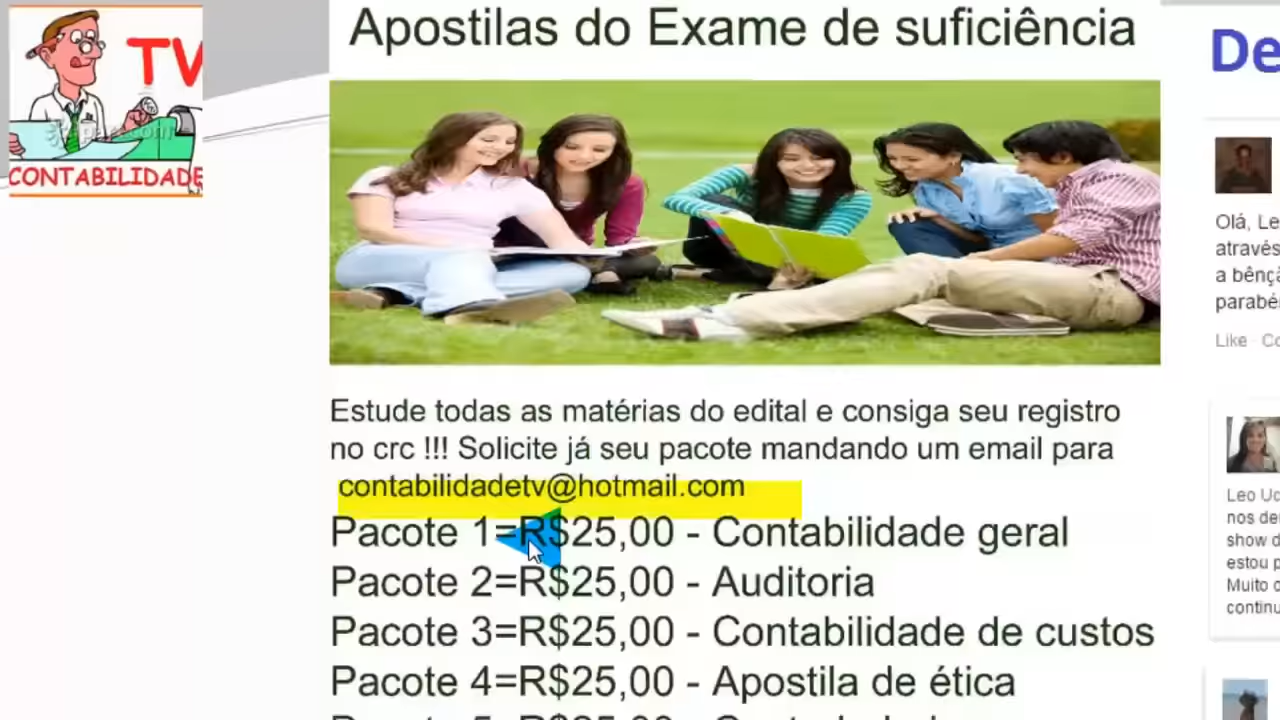 Apostilas do Exame de suficiência
TV
CONTABILIDADE
Estude todas as matérias do edital e consiga seu registro
no crc !!! Solicite já seu pacote mandando um email para
contabilidadetv@hotmail.com
Pacote 1=R$25,00 - Contabilidade geral
Pacote 2=R$25,00 - Auditoria
Pacote 3=R$25,00 - Contabilidade de custos
Pacote 4=R$25,00 - Apostila de ética
De
Olá, Le
através
a bênçã
parabé
Like · Co
Leo Ud
nos de
show d
estou p
Muito o
continu